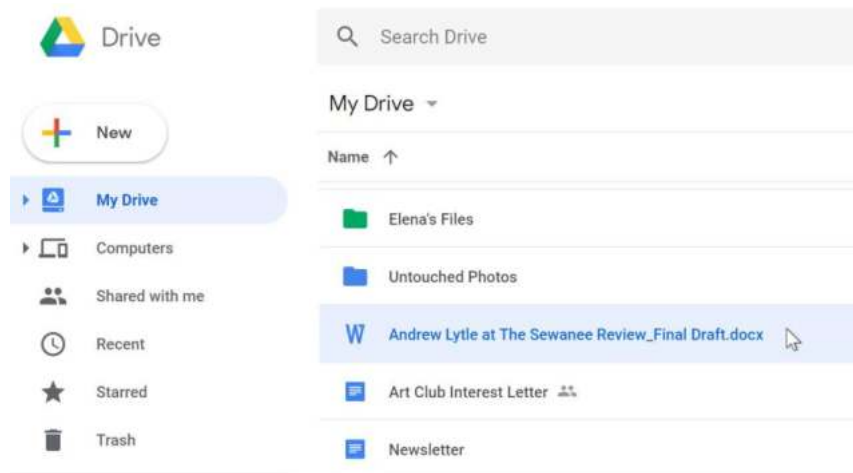 Drive
Search Drive
My Drive
New
Name
My Drive
Elena's Files
Computers
Untouched Photos
Shared with me
Andrew Lytle at The Sewanee Review_Final Draft.docx
Recent
Starred
Art Club Interest Letter
Trash
Newsletter